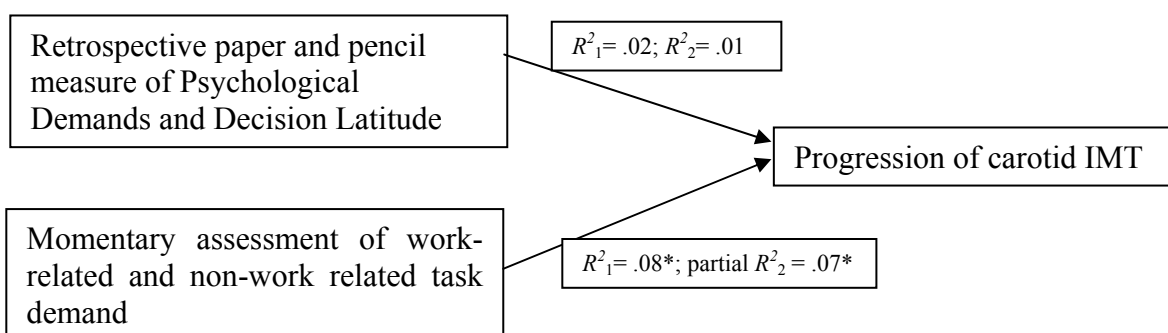 Retrospective paper and pencil
measure of Psychological
Demands and Decision Latitude
R²₁= .02; R²₂= .01
Progression of carotid IMT
Momentary assessment of work-
related and non-work related task
demand
R²₁= .08*; partial R²₂ = .07*